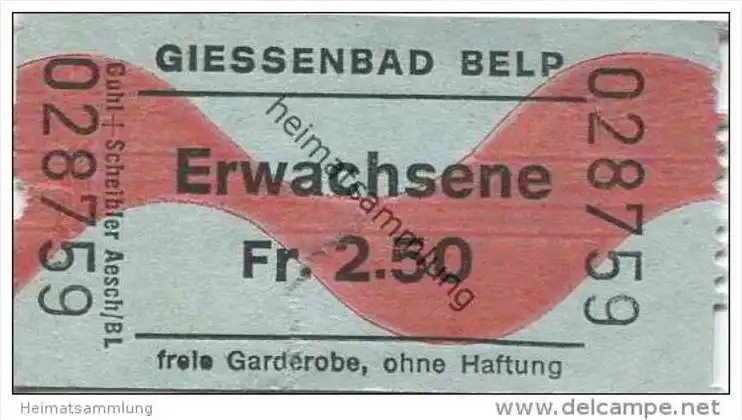 GIESSENBAD BELP
028759
Guhl + Scheibler Aesch/BL
Erwachsene
Fr. 2.50
028759
freie Garderobe, ohne Haftung
heimatsammlung
Heimatsammlung
www.delcampe.net